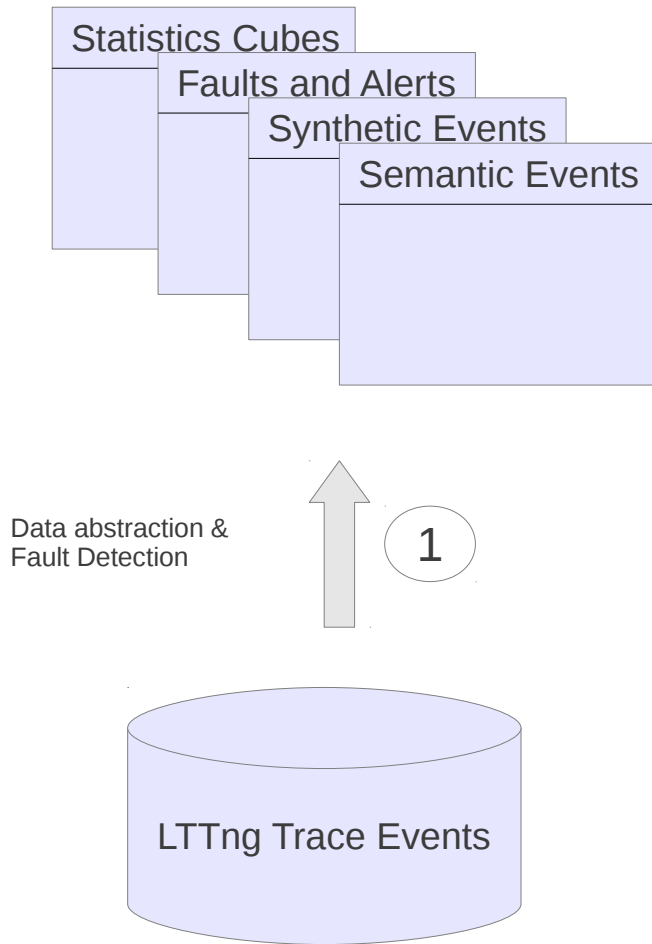 Statistics Cubes
Faults and Alerts
Synthetic Events
Semantic Events
Data abstraction &
Fault Detection
1
LTTng Trace Events